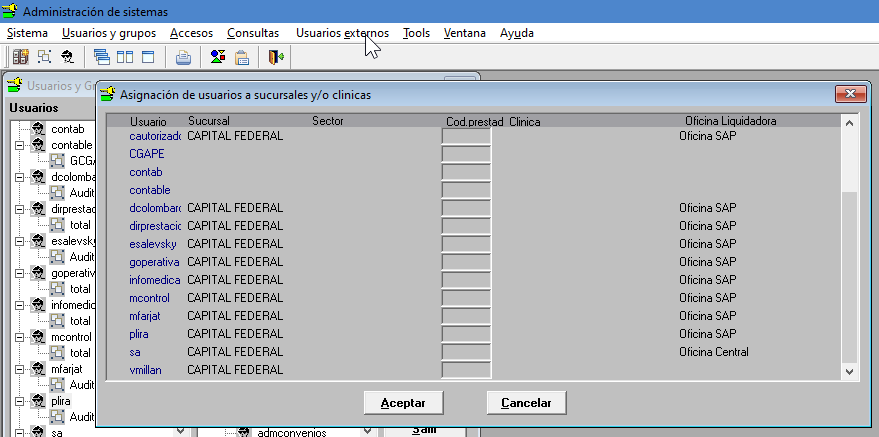 Administración de sistemas
Sistema Usuarios y grupos Accesos Consultas Usuarios externos Tools Ventana Ayuda
Usuarios y Gr
Asignación de usuarios a sucursales y/o clinicas
Usuarios
contab
contable
GCGA
dcolomb
Audit
dirprestac
total
esalevsky
Audit
goperativ
total
infomedic
total
mcontrol
total
mfarjat
Audit
plira
Audit
sa
admconvenios
Usuario Sucursal Sector Cod.prestad Clinica Oficina Liquidadora
cautorizado CAPITAL FEDERAL Oficina SAP
CGAPE
contab
contable
dcolombaro CAPITAL FEDERAL Oficina SAP
dirprestacio CAPITAL FEDERAL Oficina SAP
esalevsky CAPITAL FEDERAL Oficina SAP
goperativa CAPITAL FEDERAL Oficina SAP
infomedica CAPITAL FEDERAL Oficina SAP
mcontrol CAPITAL FEDERAL Oficina SAP
mfarjat CAPITAL FEDERAL Oficina SAP
plira CAPITAL FEDERAL Oficina SAP
sa CAPITAL FEDERAL Oficina Central
vmillan CAPITAL FEDERAL
Aceptar Cancelar
Salir